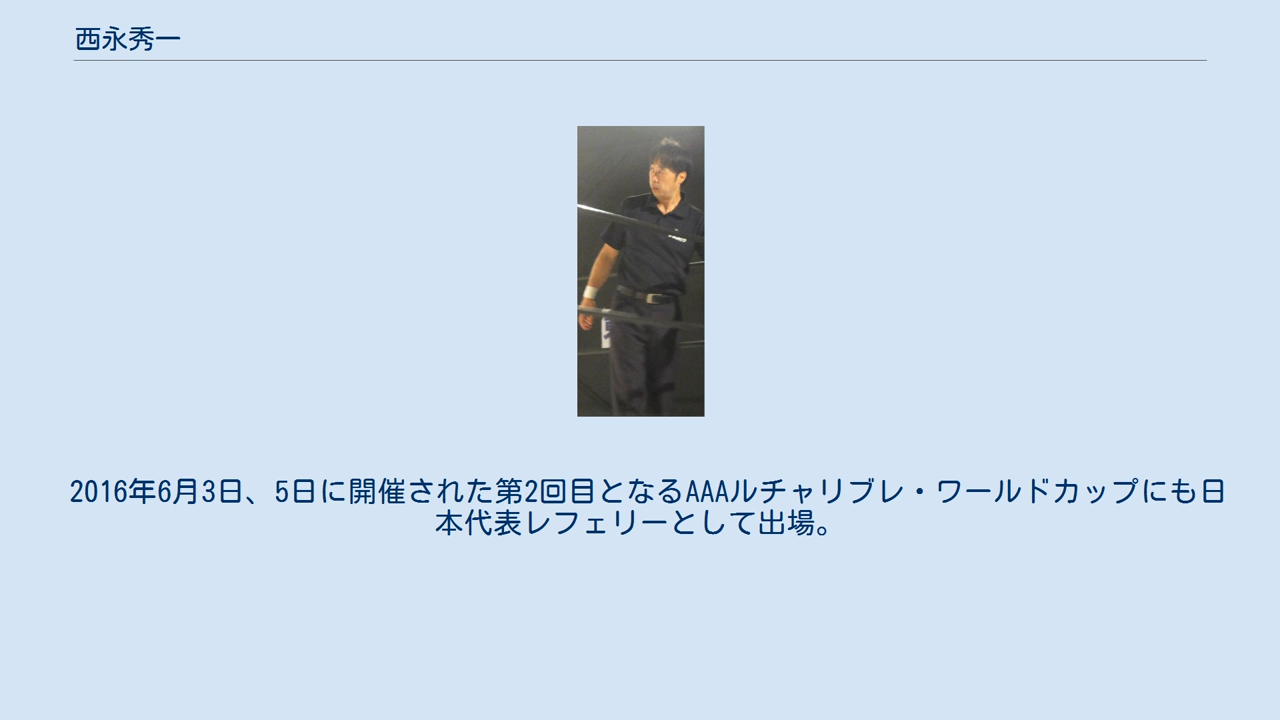 西永秀一
2016年6月3日、5日に開催された第2回目となるAAAルチャリブレ・ワールドカップにも日
本代表レフェリーとして出場。